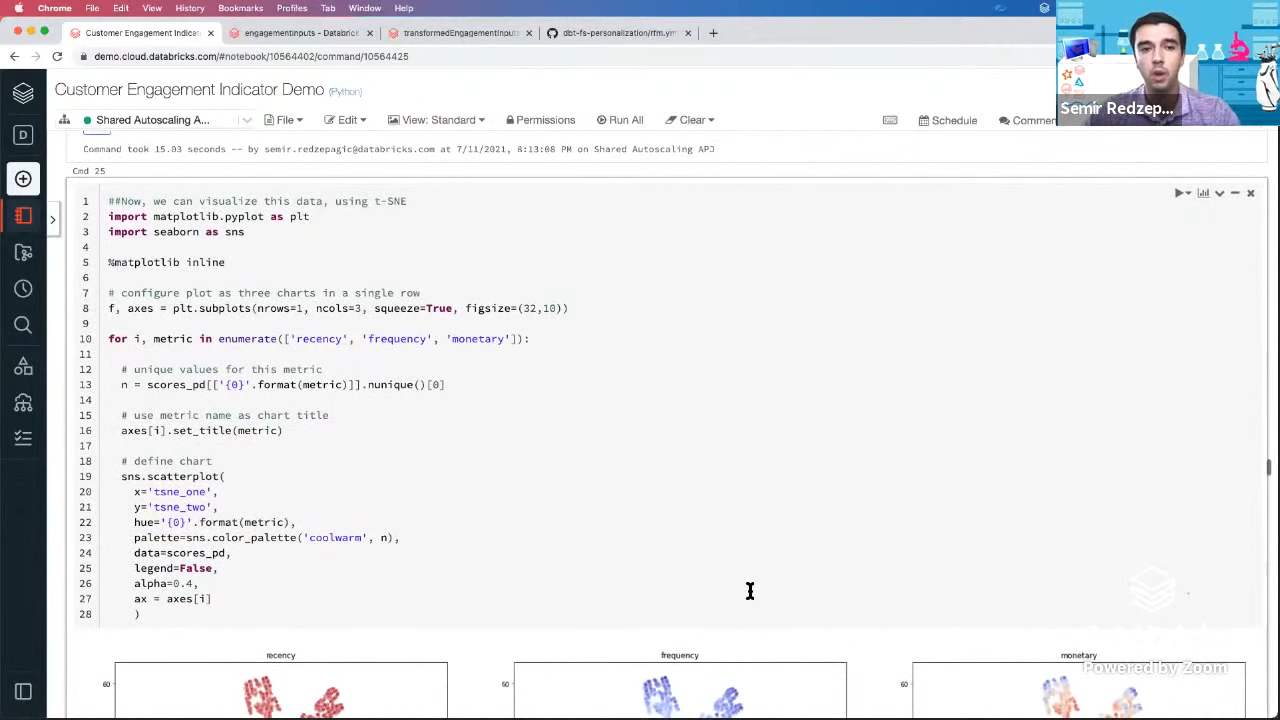 Chrome File Edit View History Bookmarks Profiles Tab Window Help
Customer Engagement Indicat
engagementInputs - Databrick
transformedEngagementInputs
dbt-fs-personalization/rfm.ym
demo.cloud.databricks.com/#notebook/10564402/command/10564425
Customer Engagement Indicator Demo (Python)
Shared Autoscaling A... File Edit View: Standard Permissions Run All Clear Schedule Commen
Semir Redzep...
Command took 15.03 seconds -- by semir.redzepagic@databricks.com at 7/11/2021, 8:13:08 PM on Shared Autoscaling APJ
Cmd 25
1 ##Now, we can visualize this data, using t-SNE
2 import matplotlib.pyplot as plt
3 import seaborn as sns
4
5 %matplotlib inline
6
7 # configure plot as three charts in a single row
8 f, axes = plt.subplots(nrows=1, ncols=3, squeeze=True, figsize=(32,10))
9
10 for i, metric in enumerate(['recency', 'frequency', 'monetary']):
11
12 # unique values for this metric
13 n = scores_pd[['{0}'.format(metric)]].nunique()[0]
14
15 # use metric name as chart title
16 axes[i].set_title(metric)
17
18 # define chart
19 sns.scatterplot(
20 x='tsne_one',
21 y='tsne_two',
22 hue='{0}'.format(metric),
23 palette=sns.color_palette('coolwarm', n),
24 data=scores_pd,
25 legend=False,
26 alpha=0.4,
27 ax = axes[i]
28 )
recency frequency monetary
60 60 60
Powered by Zoom